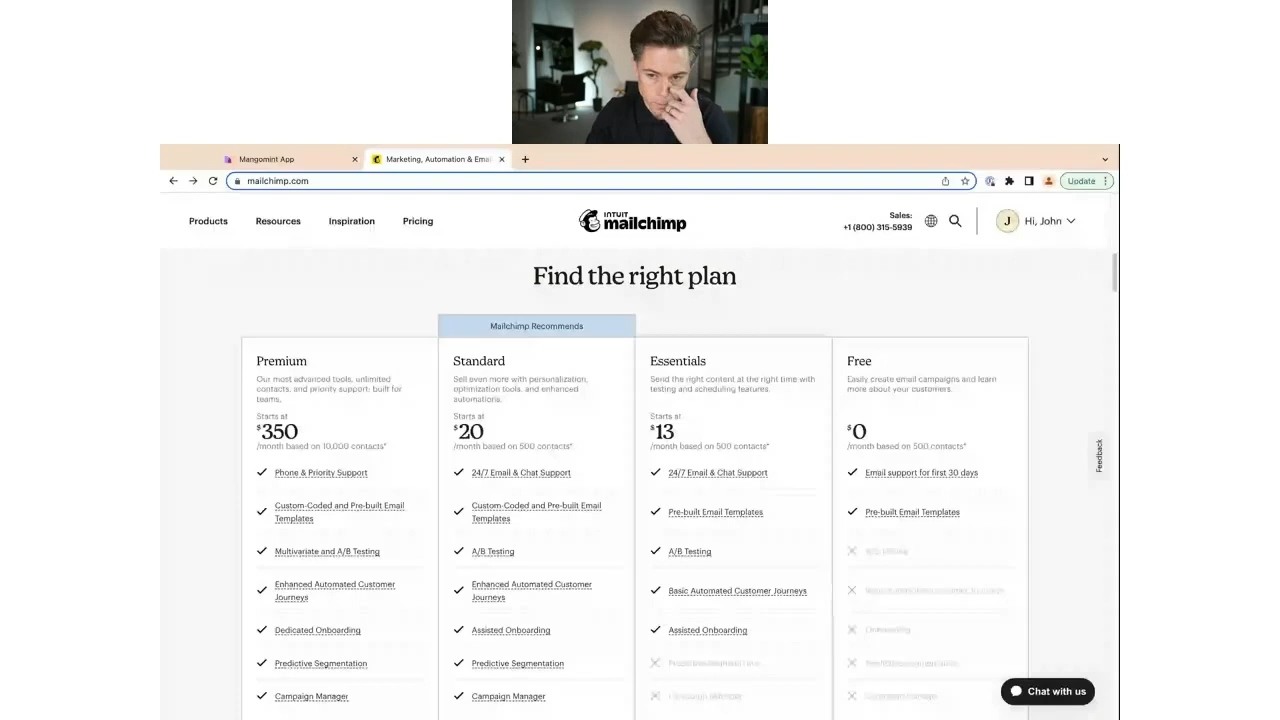 Mangomint App
Marketing, Automation & Emai
mailchimp.com
Update
Products
Resources
Inspiration
Pricing
INTUIT
mailchimp
Sales:
+1 (800) 315-5939
J
Hi, John
Find the right plan
Mailchimp Recommends
Premium
Our most advanced tools, unlimited
contacts, and priority support; built for
teams.
Starts at
$350
/month based on 10,000 contacts*
Phone & Priority Support
Custom-Coded and Pre-built Email
Templates
Multivariate and A/B Testing
Enhanced Automated Customer
Journeys
Dedicated Onboarding
Predictive Segmentation
Campaign Manager
Standard
Sell even more with personalization,
optimization tools, and enhanced
automations.
Starts at
$20
/month based on 500 contacts*
24/7 Email & Chat Support
Custom-Coded and Pre-built Email
Templates
A/B Testing
Enhanced Automated Customer
Journeys
Assisted Onboarding
Predictive Segmentation
Campaign Manager
Essentials
Send the right content at the right time with
testing and scheduling features.
Starts at
$13
/month based on 500 contacts*
24/7 Email & Chat Support
Pre-built Email Templates
A/B Testing
Basic Automated Customer Journeys
Assisted Onboarding
Free
Easily create email campaigns and learn
more about your customers.
$0
/month based on 500 contacts*
Email support for first 30 days
Pre-built Email Templates
Feedback
Chat with us